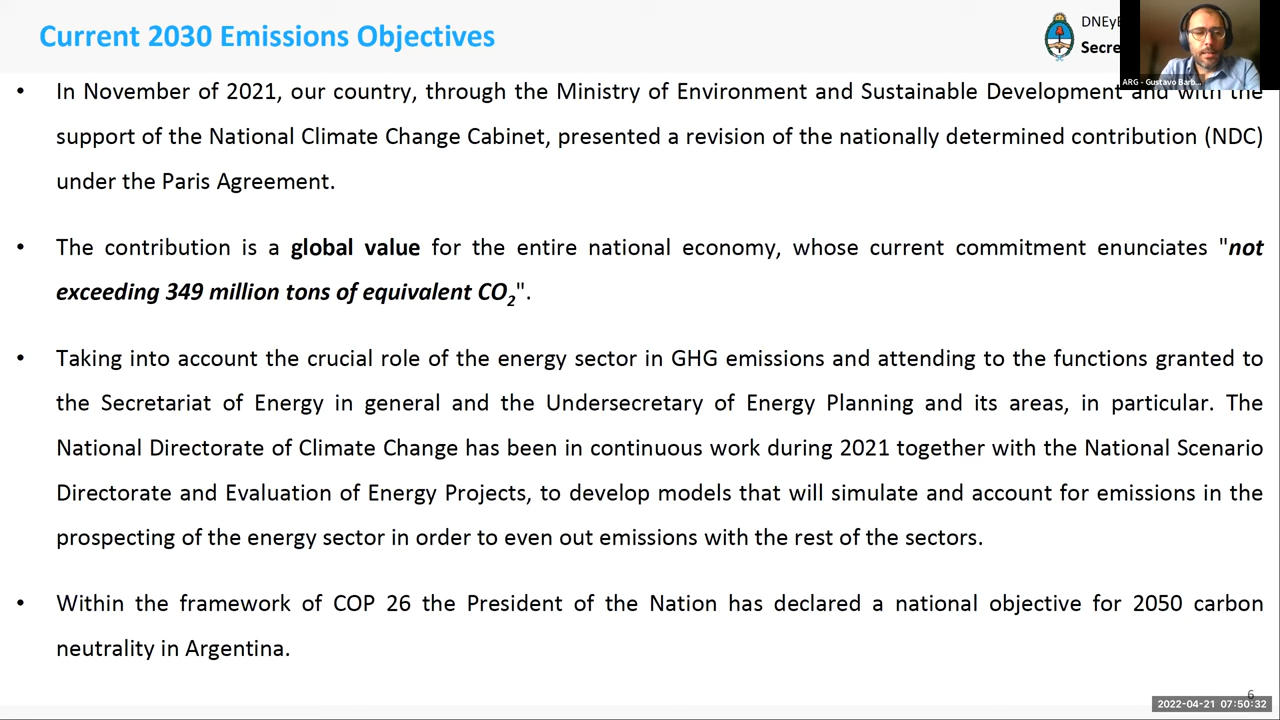 Current 2030 Emissions Objectives
DNEyE
Secre
ARG - Gustavo Barb...
• In November of 2021, our country, through the Ministry of Environment and Sustainable Development and with the
support of the National Climate Change Cabinet, presented a revision of the nationally determined contribution (NDC)
under the Paris Agreement.
• The contribution is a global value for the entire national economy, whose current commitment enunciates "not
exceeding 349 million tons of equivalent CO₂".
• Taking into account the crucial role of the energy sector in GHG emissions and attending to the functions granted to
the Secretariat of Energy in general and the Undersecretary of Energy Planning and its areas, in particular. The
National Directorate of Climate Change has been in continuous work during 2021 together with the National Scenario
Directorate and Evaluation of Energy Projects, to develop models that will simulate and account for emissions in the
prospecting of the energy sector in order to even out emissions with the rest of the sectors.
• Within the framework of COP 26 the President of the Nation has declared a national objective for 2050 carbon
neutrality in Argentina.
6
2022-04-21 07:50:32